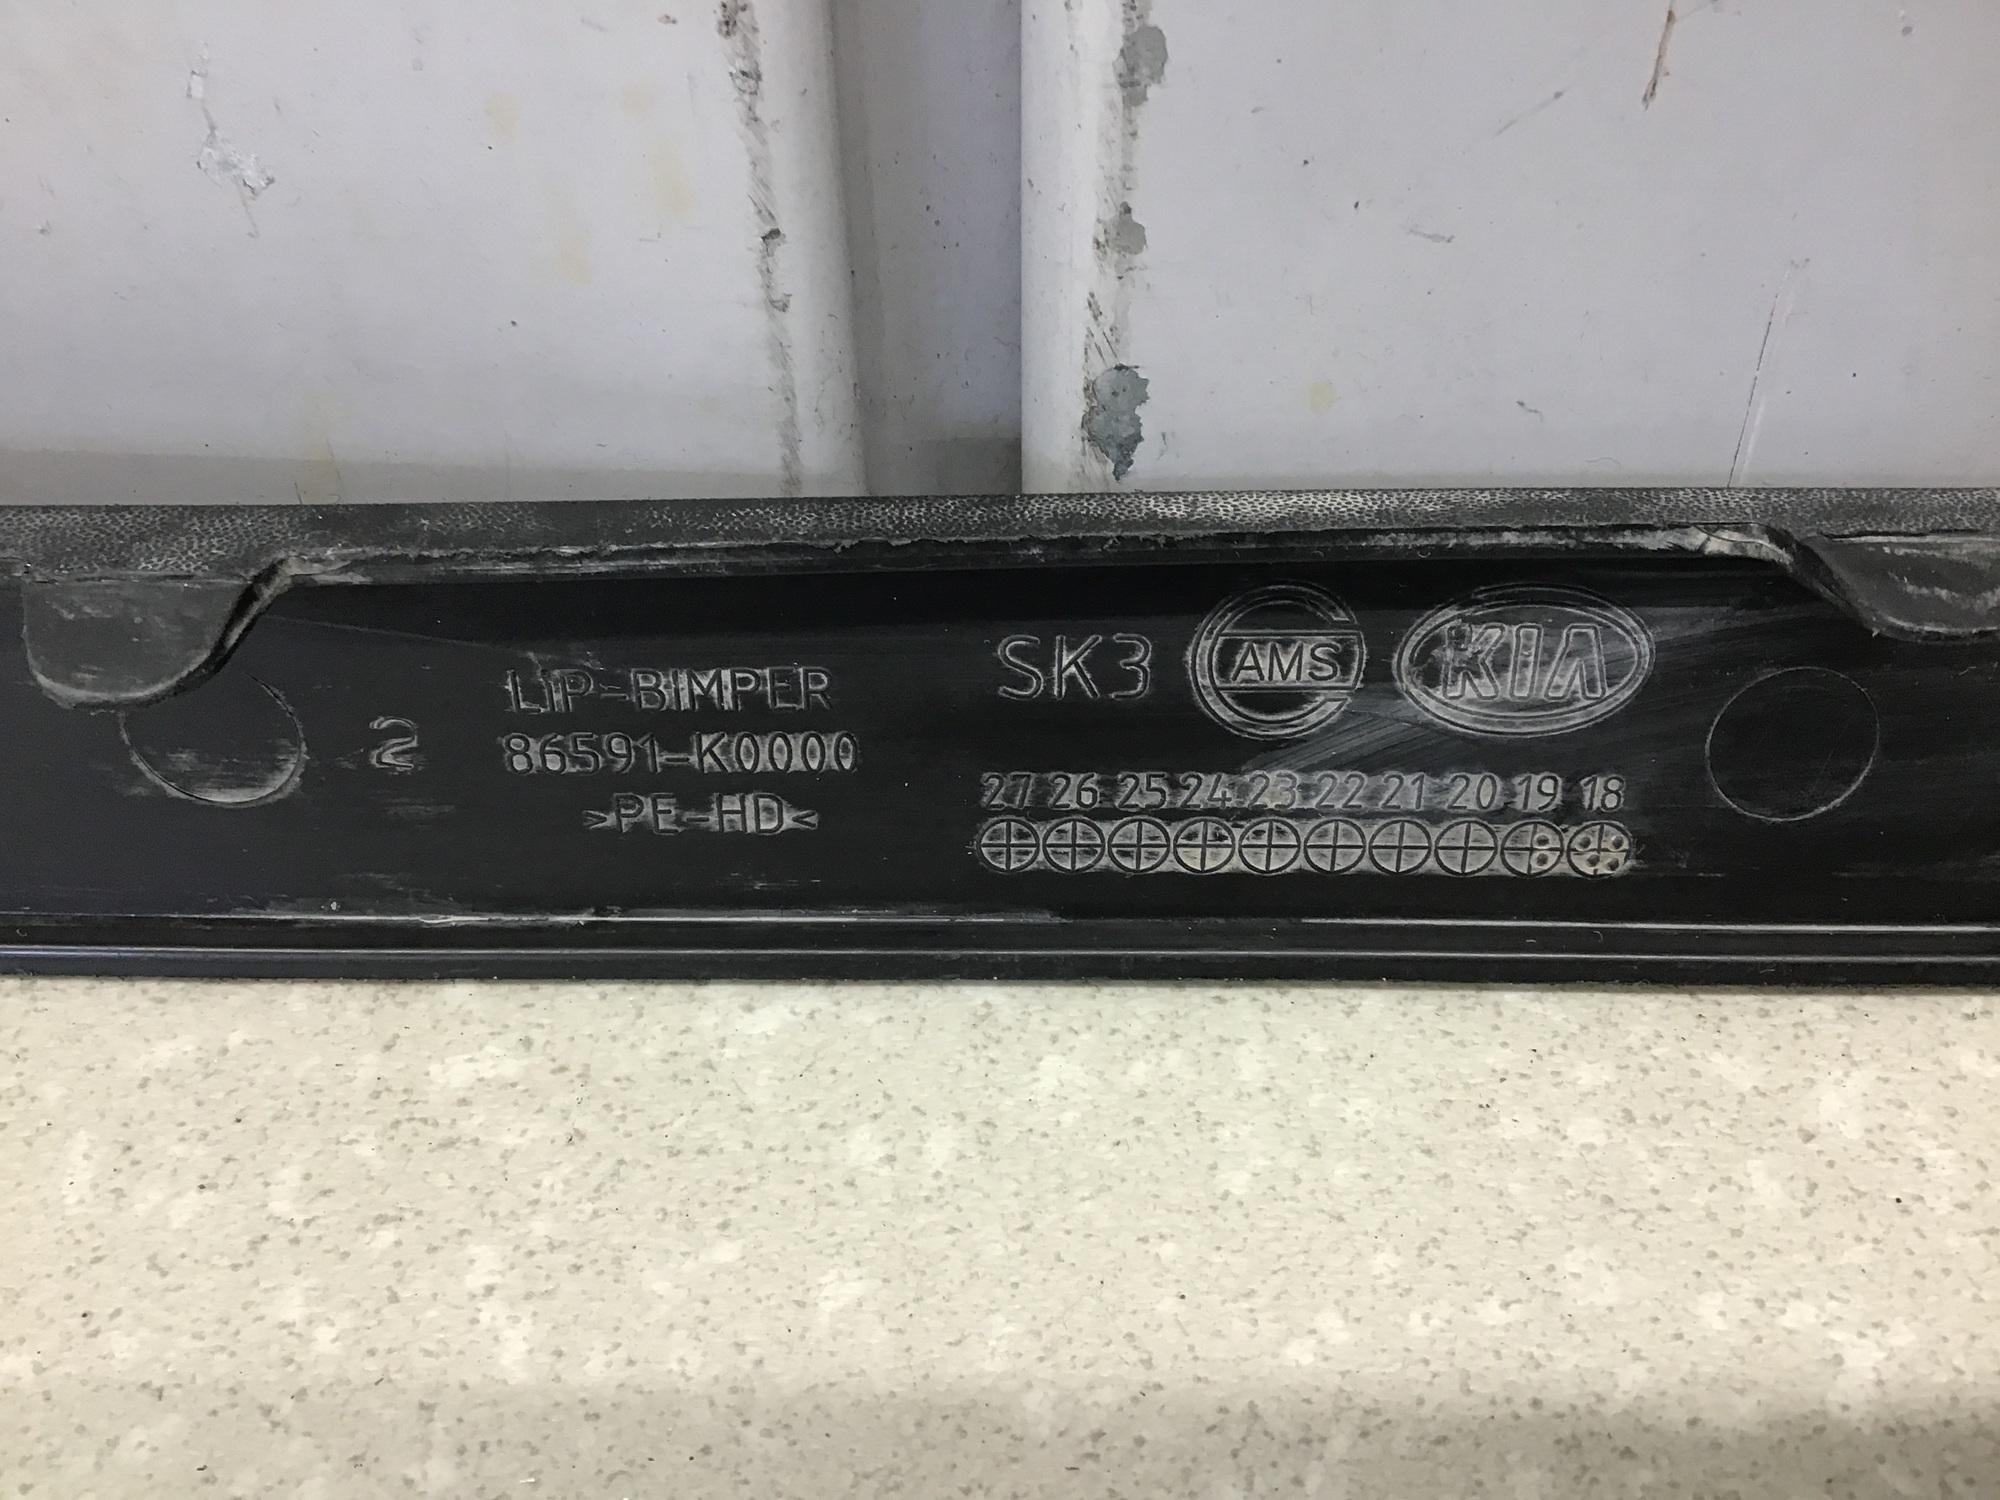 2
LIP-BIMPER
86591-K0000
>PE-HD<
SK3 AMS KIA
27 26 25 24 23 22 21 20 19 18